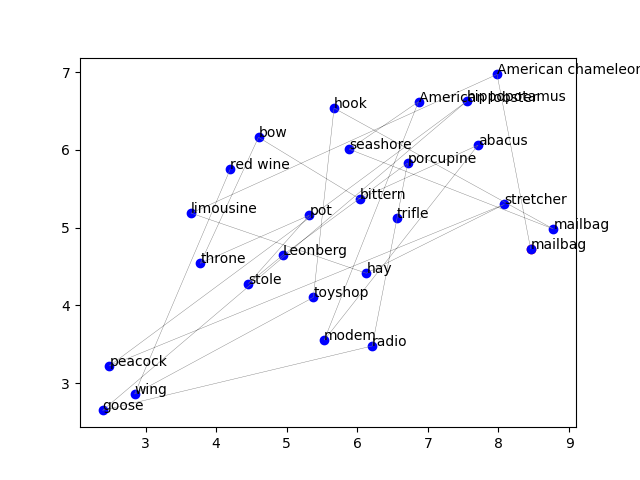 American chameleon
American lobster
hippopotamus
hook
bow
seashore
abacus
porcupine
red wine
bittern
stretcher
limousine
pot
trifle
mailbag
mailbag
throne
Leonberg
hay
stole
toyshop
modem
radio
peacock
wing
goose
7
6
5
4
3
3 4 5 6 7 8 9